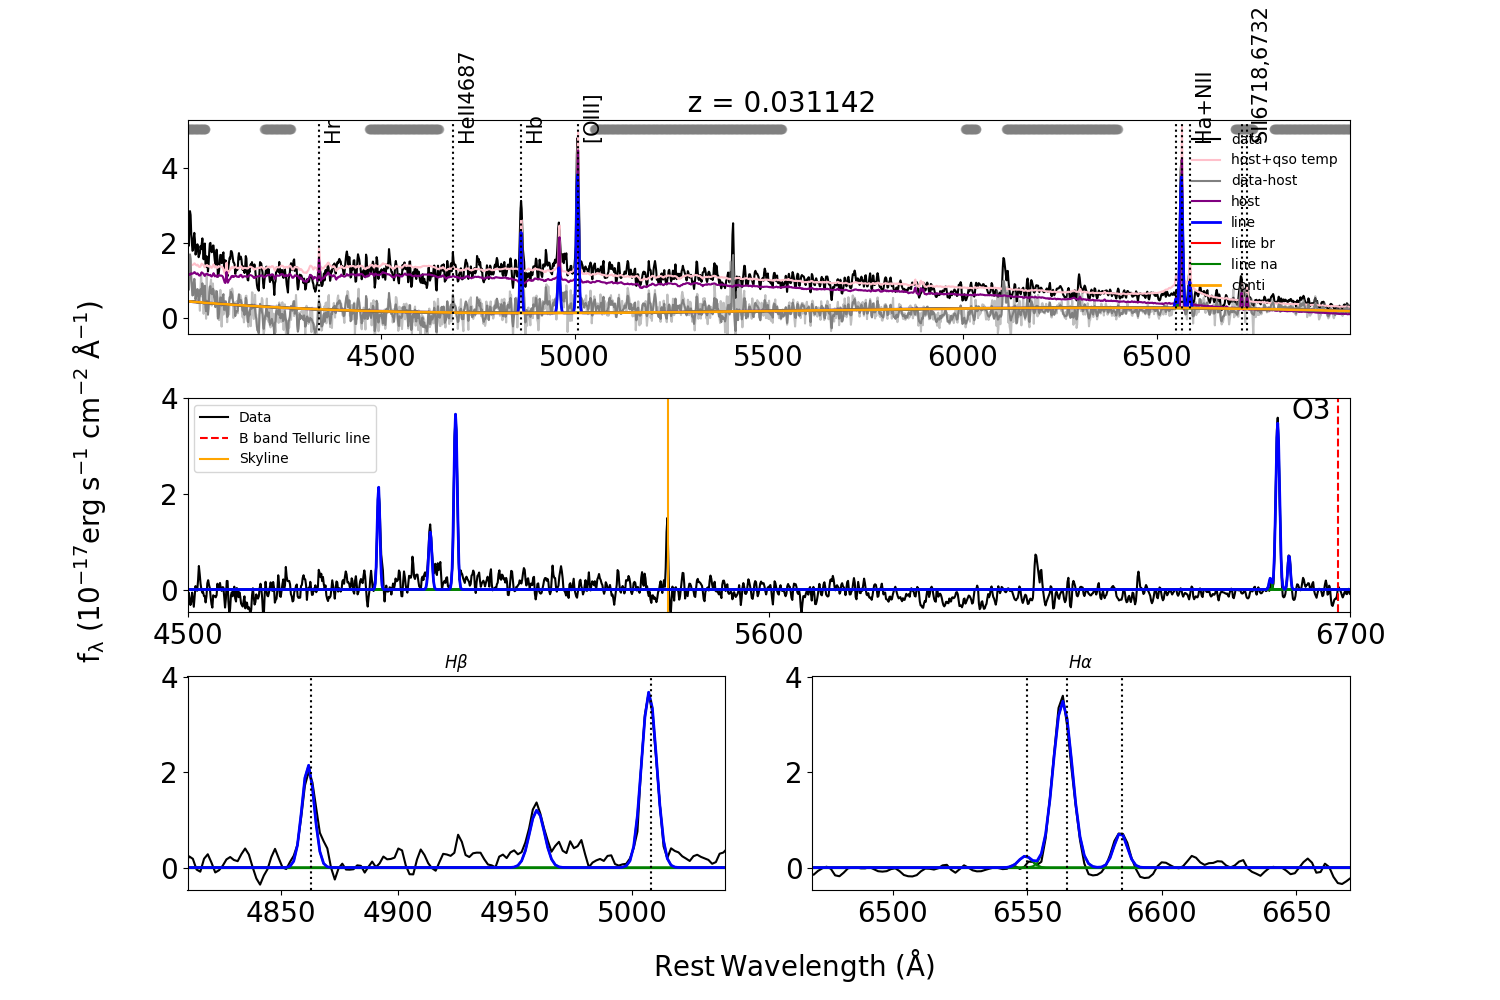 z = 0.031142
Hr
HeII4687
Hb
[OIII]
Ha+NII
SII6718,6732
data
host+qso temp
data-host
host
line
line br
line na
conti
4
2
0
4500 5000 5500 6000 6500
fλ (10⁻¹⁷erg s⁻¹ cm⁻² Å⁻¹)
O3
Data
B band Telluric line
Skyline
4
2
0
4500 5600 6700
Hβ
4
2
0
4850 4900 4950 5000
Hα
4
2
0
6500 6550 6600 6650
Rest Wavelength (Å)